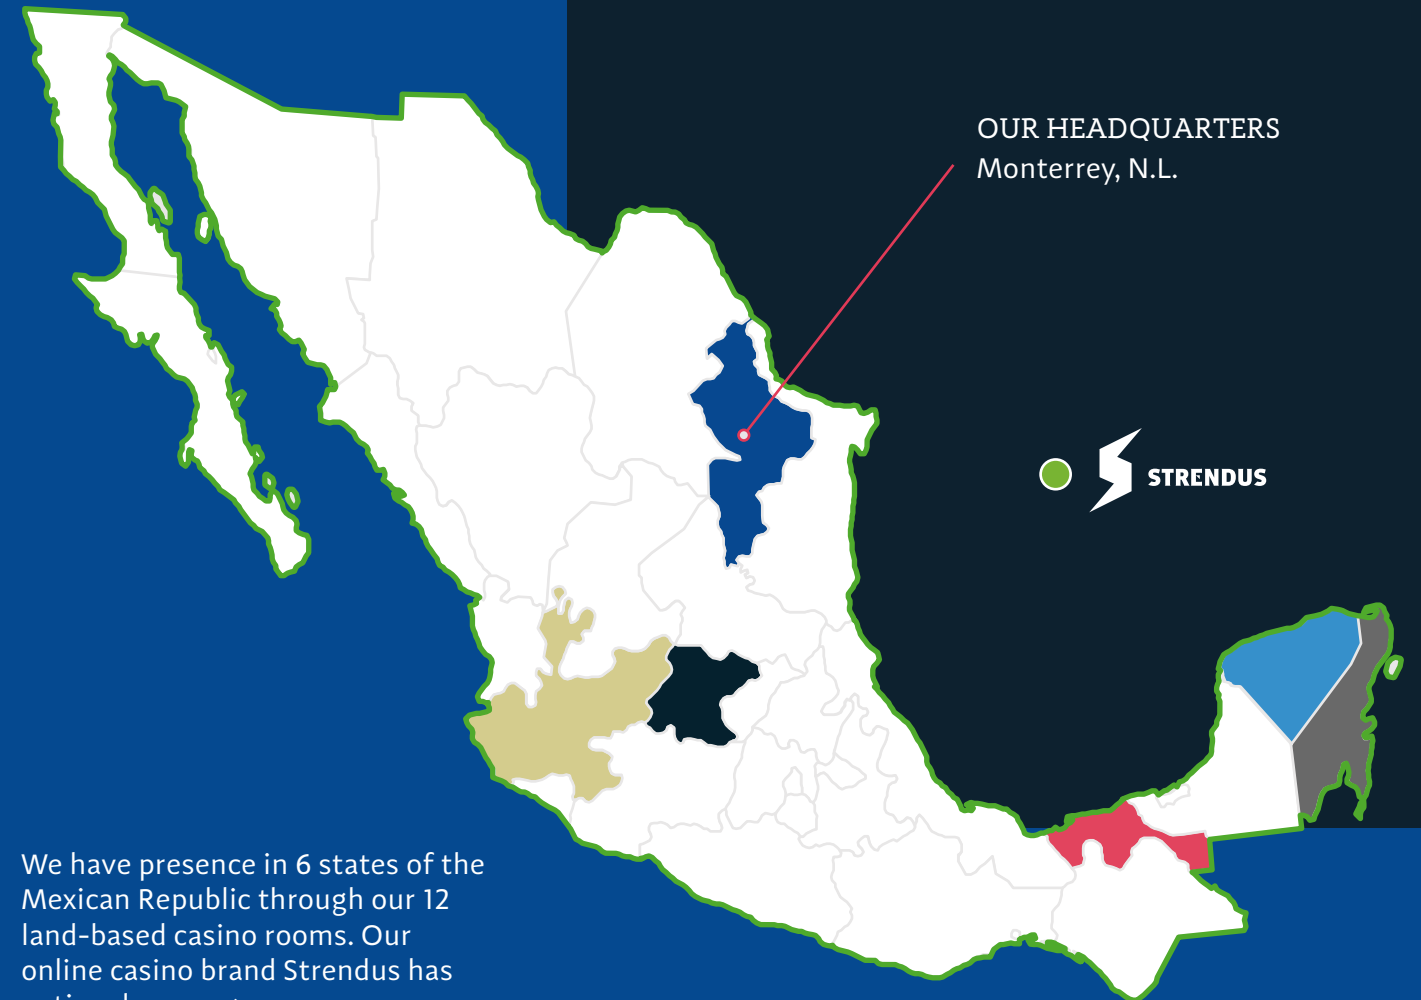 OUR HEADQUARTERS
Monterrey, N.L.
STRENDUS
We have presence in 6 states of the
Mexican Republic through our 12
land-based casino rooms. Our
online casino brand Strendus has